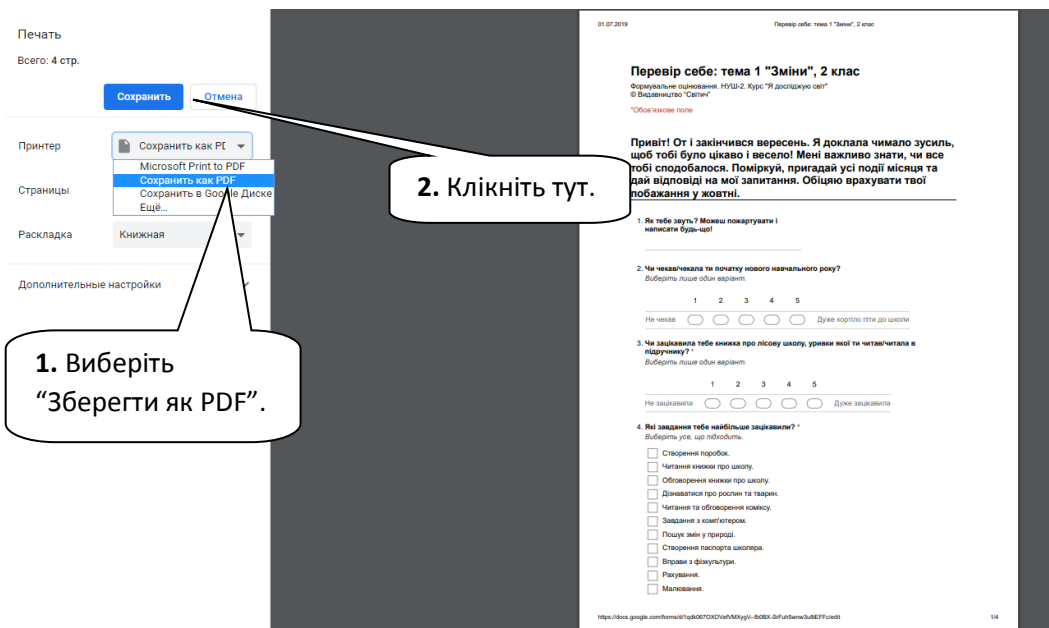 Печать
Всего: 4 стр.
Сохранить
Отмена
Принтер
Сохранить как PD
Microsoft Print to PDF
Сохранить как PDF
Сохранить в Google Диске
Ещё...
Страницы
Раскладка
Книжная
Дополнительные настройки
1. Виберіть
“Зберегти як PDF”.
2. Клікніть тут.
01.07.2019
Перевір себе: тема 1 "Зміни", 2 клас
Перевір себе: тема 1 "Зміни", 2 клас
Формувальне оцінювання. НУШ-2. Курс "Я досліджую світ"
© Видавництво "Світич"
*Обов'язкове поле
Привіт! От і закінчився вересень. Я доклала чимало зусиль,
щоб тобі було цікаво і весело! Мені важливо знати, чи все
тобі сподобалося. Поміркуй, пригадай усі події місяця та
дай відповіді на мої запитання. Обіцяю врахувати твої
побажання у жовтні.
1. Як тебе звуть? Можеш пожартувати і
написати будь-що!
2. Чи чекав/чекала ти початку нового навчального року?
Виберіть лише один варіант.
1 2 3 4 5
Не чекав
Дуже кортіло піти до школи
3. Чи зацікавила тебе книжка про лісову школу, уривки якої ти читав/читала в
підручнику? *
Виберіть лише один варіант.
1 2 3 4 5
Не зацікавила
Дуже зацікавила
4. Які завдання тебе найбільше зацікавили? *
Виберіть усе, що підходить.
Створення поробок.
Читання книжки про школу.
Обговорення книжки про школу.
Дізнаватися про рослин та тварин.
Читання та обговорення коміксу.
Завдання з комп'ютером.
Пошук змін у природі.
Створення паспорта школяра.
Вправи з фізкультури.
Рахування.
Малювання.
1/4